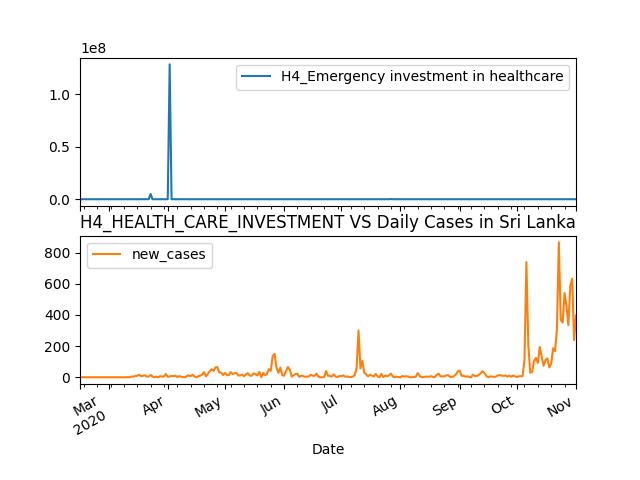 1e8
H4_Emergency investment in healthcare
1.0
0.5
0.0
H4_HEALTH_CARE_INVESTMENT VS Daily Cases in Sri Lanka
new_cases
800
600
400
200
0
Mar
2020
Apr
May
Jun
Jul
Aug
Sep
Oct
Nov
Date